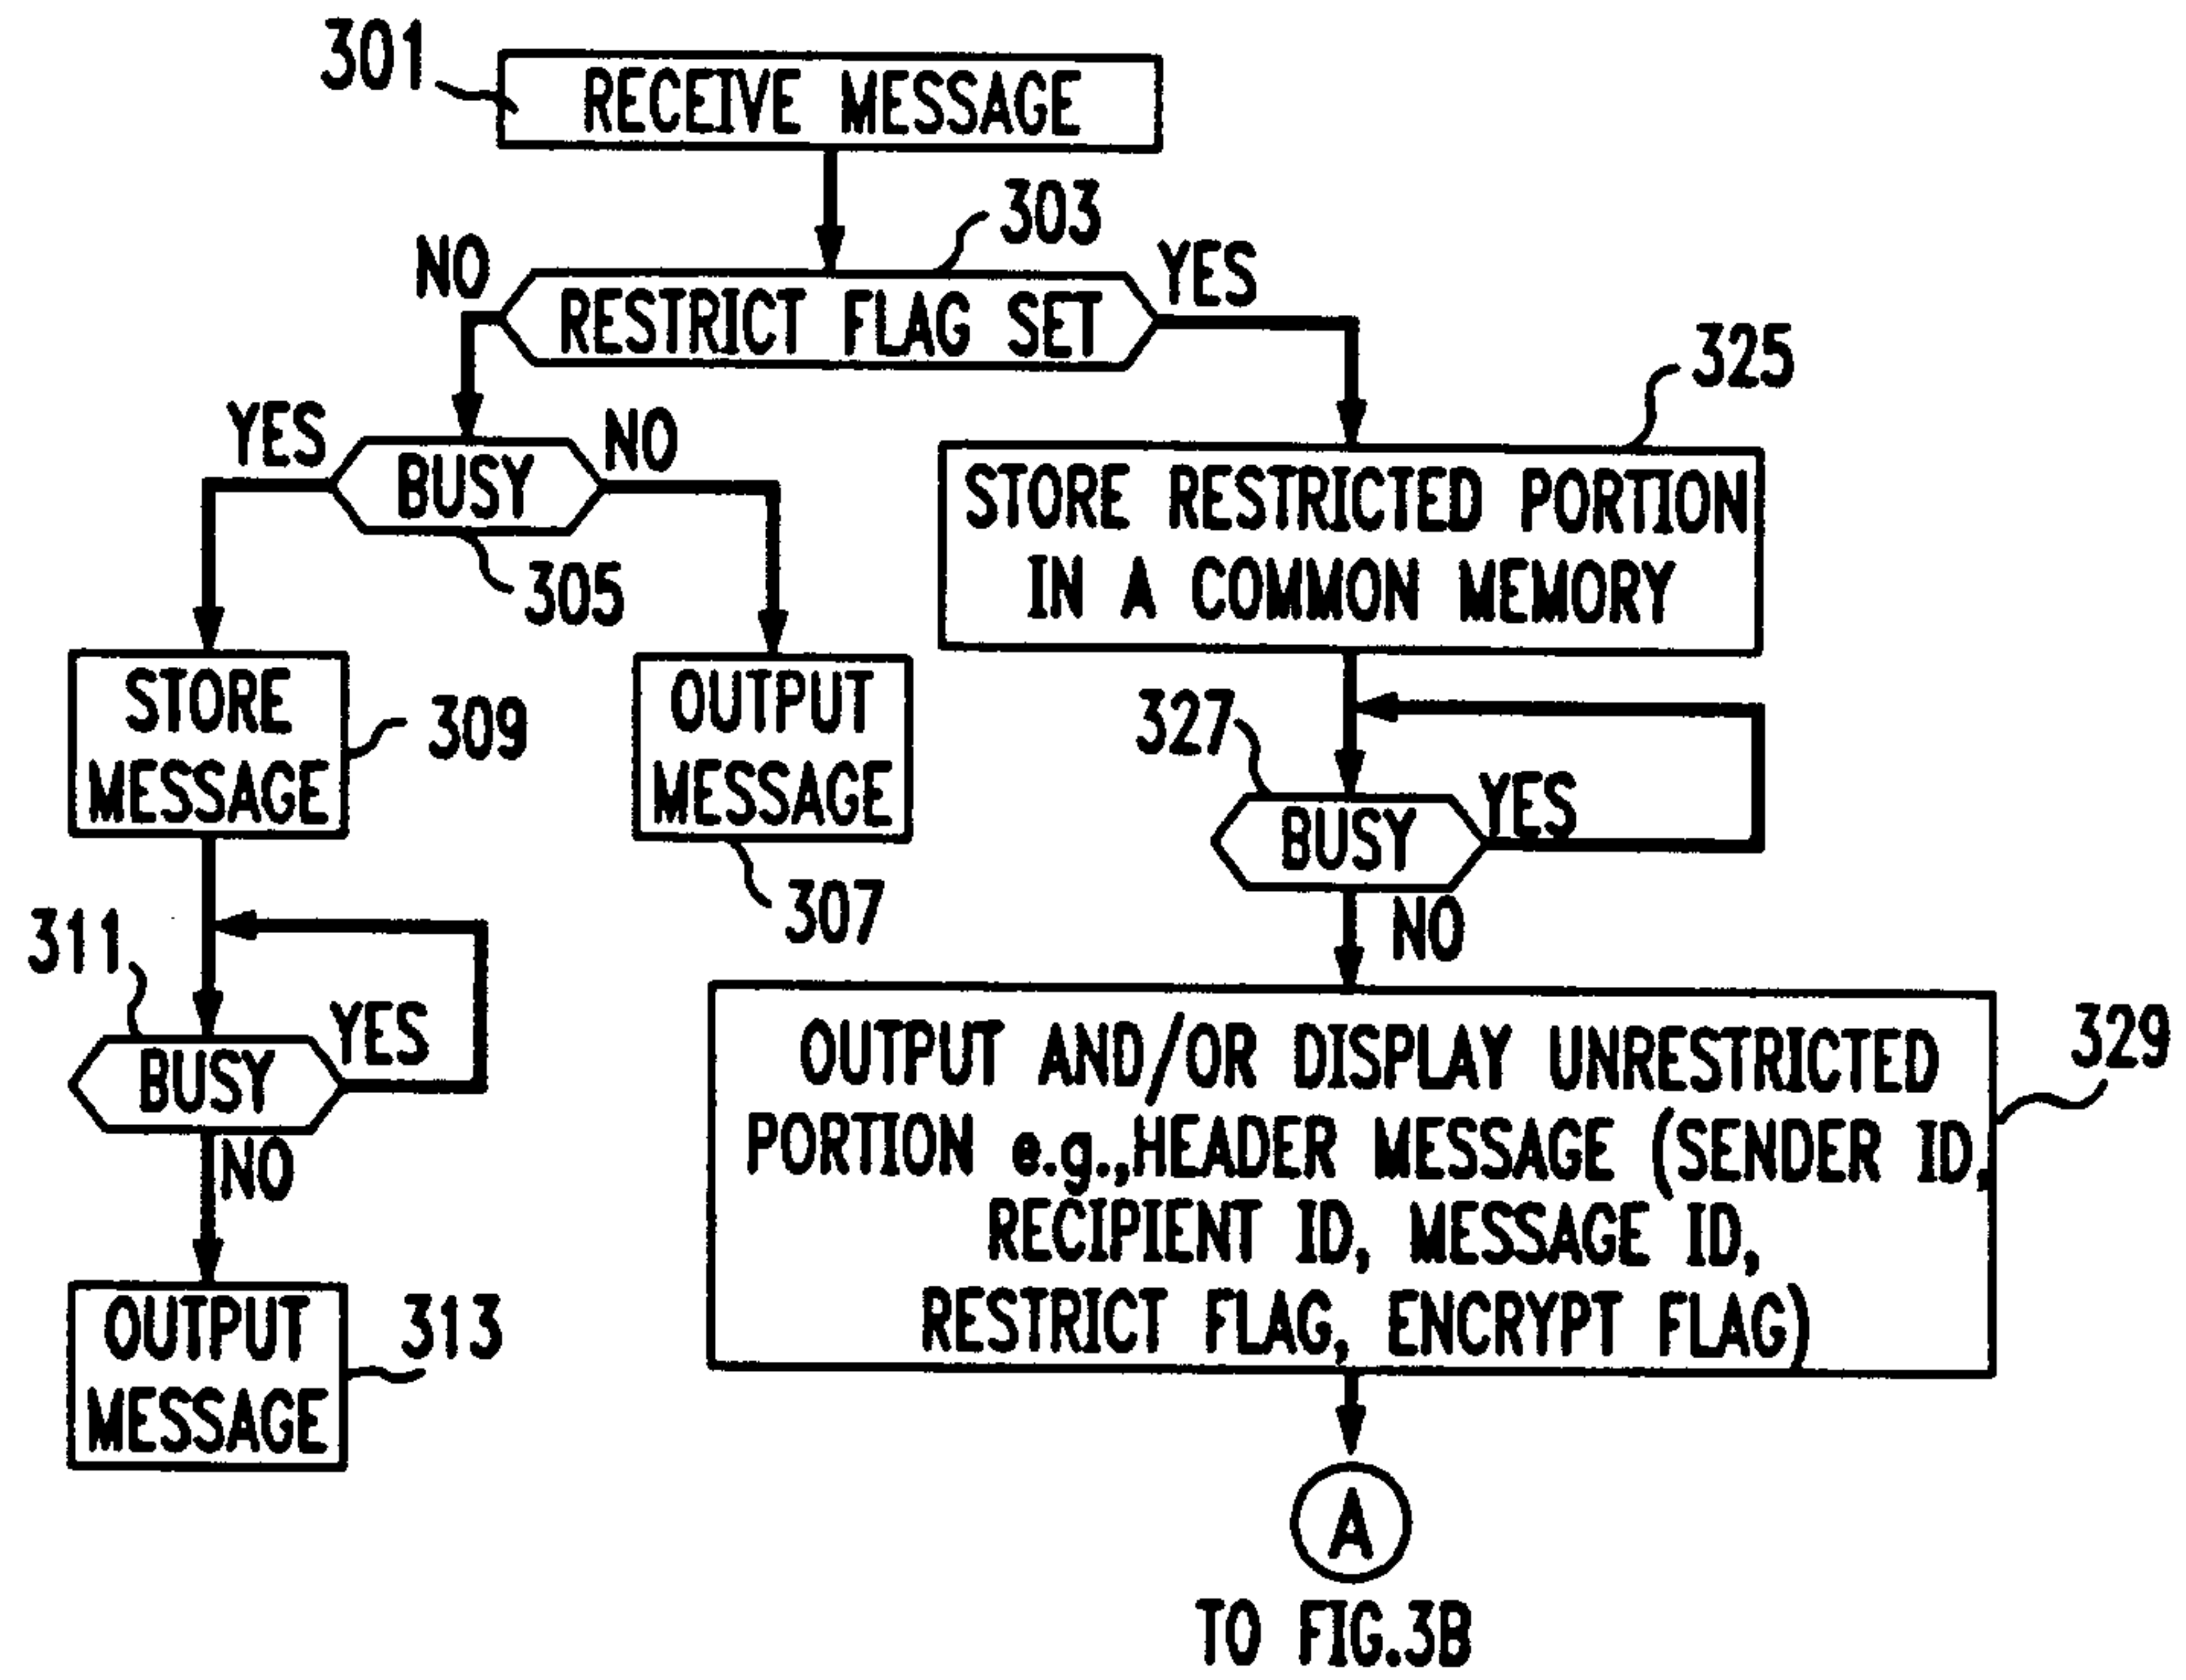 301
RECEIVE MESSAGE
303
NO
YES
RESTRICT FLAG SET
325
YES
NO
BUSY
305
STORE RESTRICTED PORTION
IN A COMMON MEMORY
STORE
MESSAGE
309
OUTPUT
MESSAGE
307
327
BUSY
YES
NO
311
BUSY
YES
NO
OUTPUT AND/OR DISPLAY UNRESTRICTED
PORTION e.g.,HEADER MESSAGE (SENDER ID,
RECIPIENT ID, MESSAGE ID,
RESTRICT FLAG, ENCRYPT FLAG)
329
OUTPUT
MESSAGE
313
A
TO FIG.3B